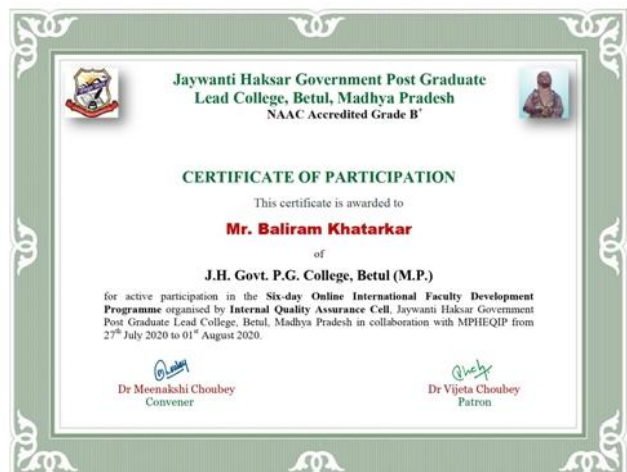 Jaywanti Haksar Government Post Graduate
Lead College, Betul, Madhya Pradesh
NAAC Accredited Grade B+
CERTIFICATE OF PARTICIPATION
This certificate is awarded to
Mr. Baliram Khatarkar
of
J.H. Govt. P.G. College, Betul (M.P.)
for active participation in the Six-day Online International Faculty Development
Programme organised by Internal Quality Assurance Cell, Jaywanti Haksar Government
Post Graduate Lead College, Betul, Madhya Pradesh in collaboration with MPHEQIP from
27th July 2020 to 01st August 2020.
Dr Meenakshi Choubey
Convener
Dr Vijeta Choubey
Patron